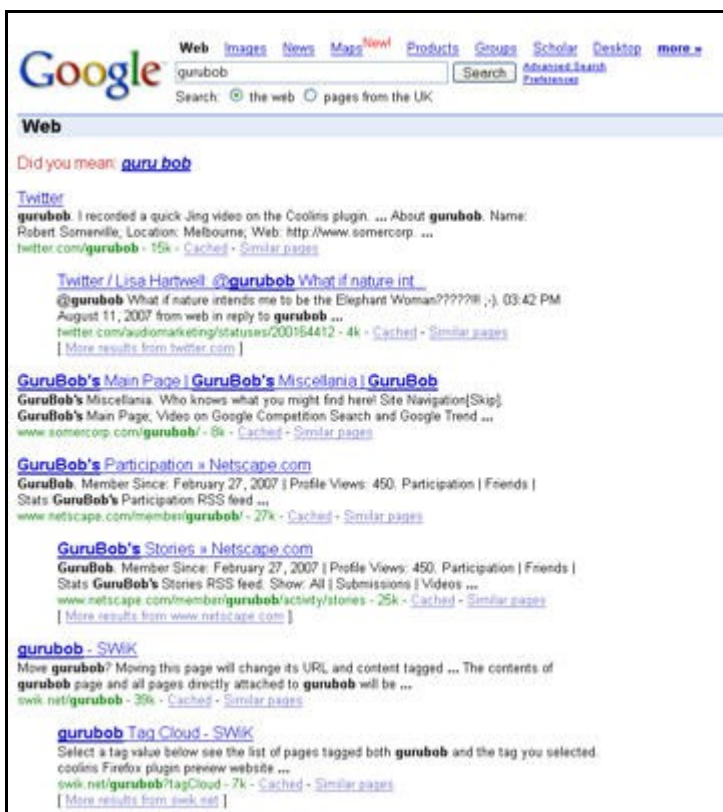 Web Images News Maps New! Products Groups Scholar Desktop more »
Google
gurubob Search Advanced Search
Preferences
Search: the web pages from the UK
Web
Did you mean: guru bob
Twitter
gurubob. I recorded a quick Jing video on the Cooliris plugin. ... About gurubob. Name:
Robert Somerville; Location: Melbourne; Web: http://www.somercorp. ...
twitter.com/gurubob - 15k - Cached - Similar pages
Twitter / Lisa Hartwell: @gurubob What if nature int...
@gurubob What if nature intends me to be the Elephant Woman?????!!! ,-). 03:42 PM
August 11, 2007 from web in reply to gurubob ...
twitter.com/audiomarketing/statuses/200164412 - 4k - Cached - Similar pages
[ More results from twitter.com ]
GuruBob's Main Page | GuruBob's Miscellania | GuruBob
GuruBob's Miscellania. Who knows what you might find here! Site Navigation[Skip].
GuruBob's Main Page; Video on Google Competition Search and Google Trend ...
www.somercorp.com/gurubob/ - 8k - Cached - Similar pages
GuruBob's Participation » Netscape.com
GuruBob. Member Since: February 27, 2007 | Profile Views: 450. Participation | Friends |
Stats GuruBob's Participation RSS feed ...
www.netscape.com/member/gurubob/ - 27k - Cached - Similar pages
GuruBob's Stories » Netscape.com
GuruBob. Member Since: February 27, 2007 | Profile Views: 450. Participation | Friends |
Stats GuruBob's Stories RSS feed. Show: All | Submissions | Videos ...
www.netscape.com/member/gurubob/activity/stories - 25k - Cached - Similar pages
[ More results from www.netscape.com ]
gurubob - SWiK
Move gurubob? Moving this page will change its URL and content tagged ... The contents of
gurubob page and all pages directly attached to gurubob will be ...
swik.net/gurubob - 39k - Cached - Similar pages
gurubob Tag Cloud - SWiK
Select a tag value below see the list of pages tagged both gurubob and the tag you selected.
cooliris Firefox plugin preview website ...
swik.net/gurubob?tagCloud - 7k - Cached - Similar pages
[ More results from swik.net ]